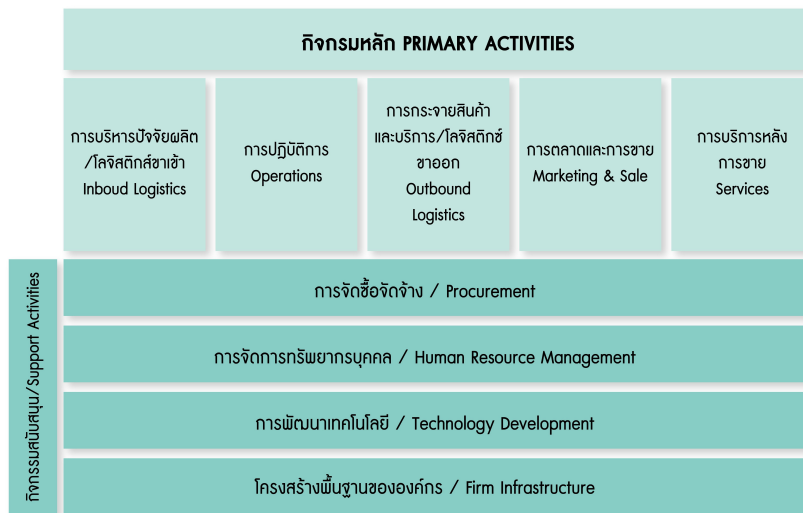 กิจกรมหลัก PRIMARY ACTIVITIES
การบริหารปัจจัยผลิต
/โลจิสติกส์ขาเข้า
Inboud Logistics
การปฏิบัติการ
Operations
การกระจายสินค้า
และบริการ/โลจิสติกซ์
ขาออก
Outbound
Logistics
การตลาดและการขาย
Marketing & Sale
การบริการหลัง
การขาย
Services
กิจกรรมสนับสนุน/Support Activities
การจัดซื้อจัดจ้าง / Procurement
การจัดการทรัพยากรบุคคล / Human Resource Management
การพัฒนาเทคโนโลยี / Technology Development
โครงสร้างพื้นฐานขององค์กร / Firm Infrastructure